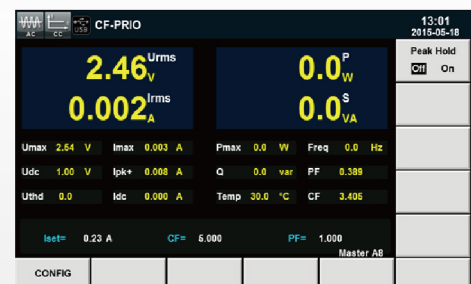 AC CC USB CF-PRIO 13:01
2015-05-18
2.46 Urms V 0.0 P W
0.002 Irms A 0.0 S VA
Peak Hold
Off On
Umax 2.54 V Imax 0.003 A Pmax 0.0 W Freq 0.0 Hz
Udc 1.00 V Ipk+ 0.008 A Q 0.0 var PF 0.389
Uthd 0.0 Idc 0.000 A Temp 30.0 °C CF 3.405
Iset= 0.23 A CF= 5.000 PF= 1.000
Master A8
CONFIG